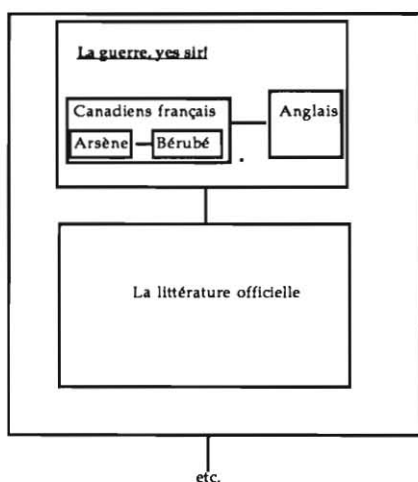 La guerre, yes sir!
Canadiens français Anglais
Arsène Bérubé
La littérature officielle
etc.